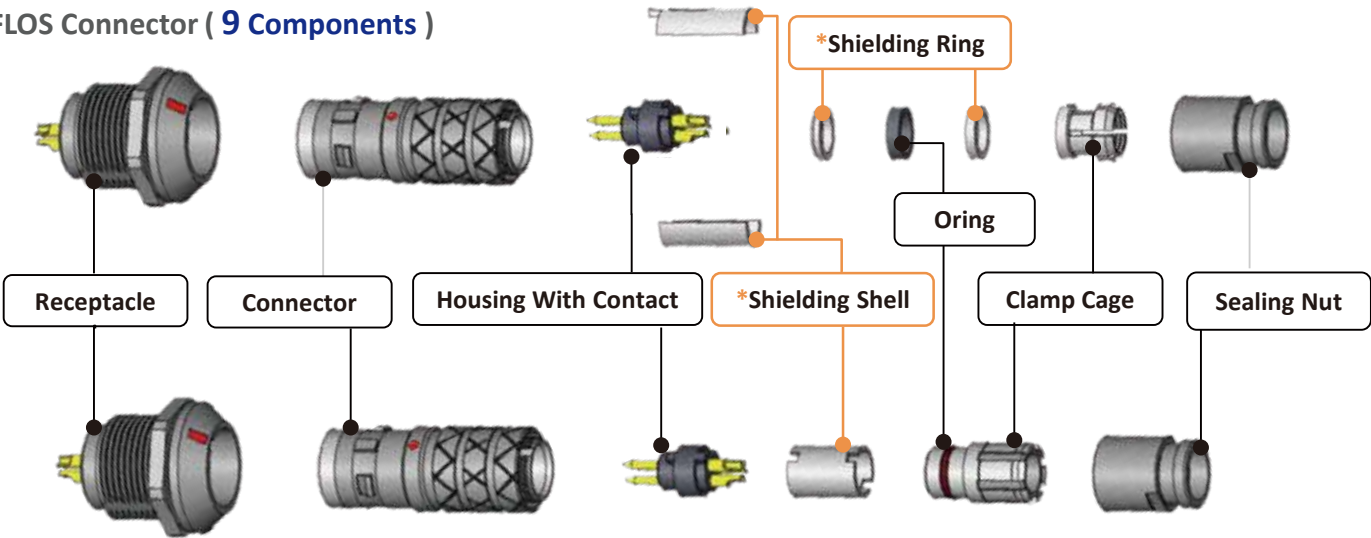 FLOS Connector ( 9 Components )
*Shielding Ring
Oring
Receptacle
Connector
Housing With Contact
*Shielding Shell
Clamp Cage
Sealing Nut